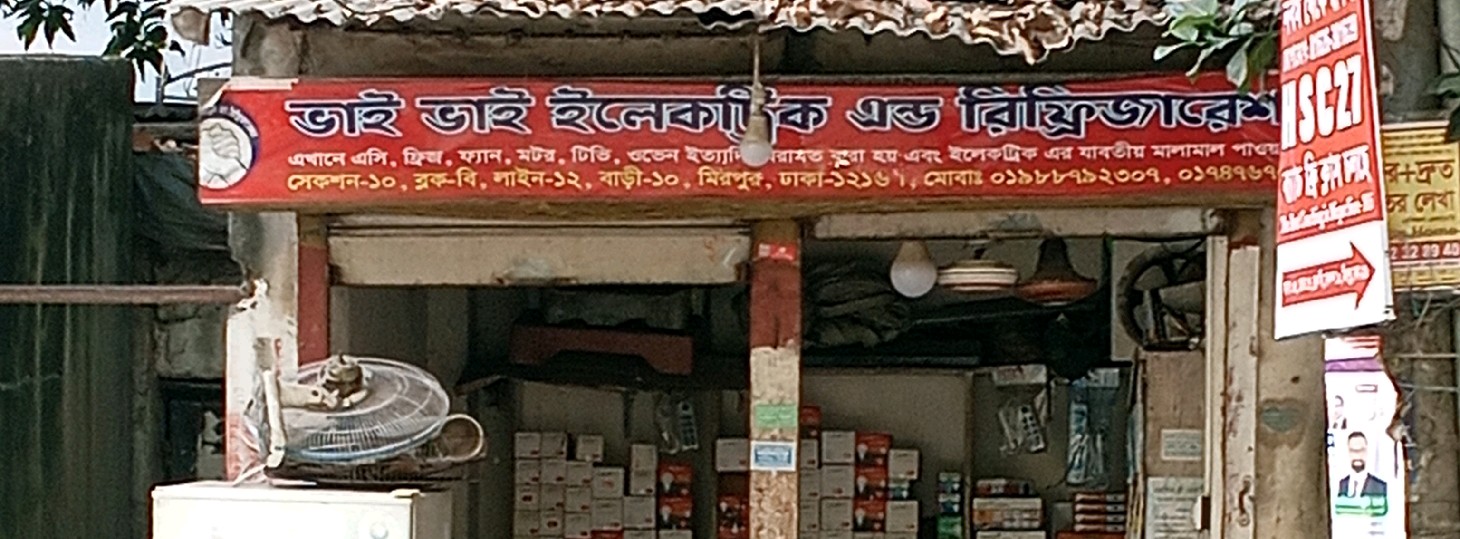 ভাই ভাই ইলেকট্রিক এন্ড রিফ্রিজারেশ
এখানে এসি, ফ্রিজ, ফ্যান, মটর, টিভি, ওভেন ইত্যাদি মেরামত করা হয় এবং ইলেকট্রিক এর যাবতীয় মালামাল পাওয়
সেকশন-১০, ব্লক-বি, লাইন-১২, বাড়ী-১০, মিরপুর, ঢাকা-১২১৬।, মোবাঃ ০১৯৮৮৭৯২৩০৭, ০১৭৪৭৬৭
HSC27
র+দ্রুত
র লেখা